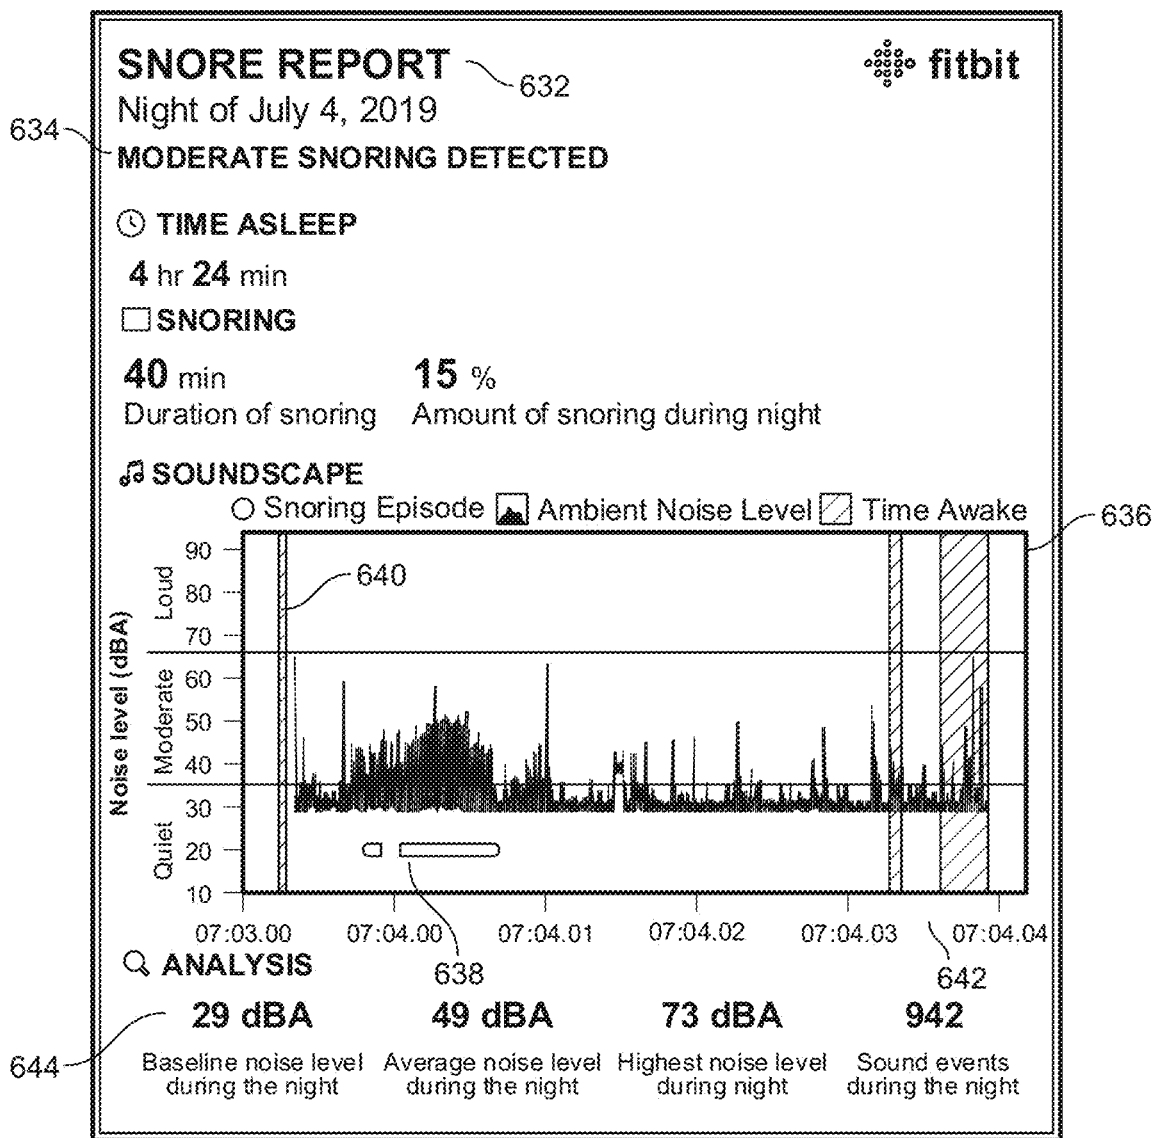 SNORE REPORT
632
fitbit
Night of July 4, 2019
634
MODERATE SNORING DETECTED
TIME ASLEEP
4 hr 24 min
SNORING
40 min
15 %
Duration of snoring
Amount of snoring during night
SOUNDSCAPE
Snoring Episode
Ambient Noise Level
Time Awake
636
640
Noise level (dBA)
Loud
Moderate
Quiet
90
80
70
60
50
40
30
20
10
07:03.00
07:04.00
07:04.01
07:04.02
07:04.03
07:04.04
638
642
ANALYSIS
644
29 dBA
49 dBA
73 dBA
942
Baseline noise level
during the night
Average noise level
during the night
Highest noise level
during night
Sound events
during the night